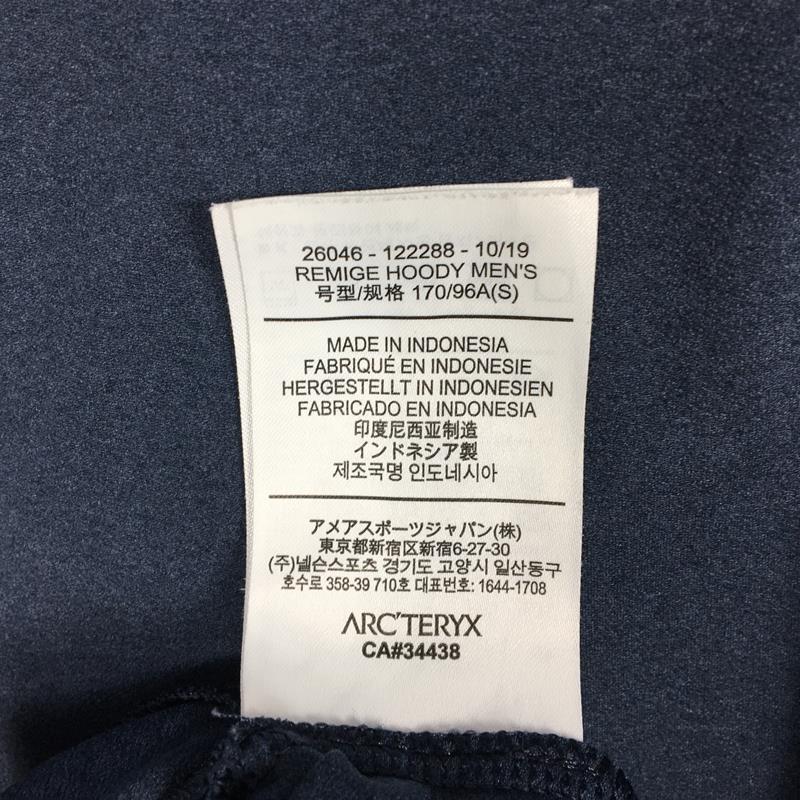 26046 - 122288 - 10/19
REMIGE HOODY MEN'S
号型/规格 170/96A(S)
MADE IN INDONESIA
FABRIQUÉ EN INDONESIE
HERGESTELLT IN INDONESIEN
FABRICADO EN INDONESIA
印度尼西亚制造
インドネシア製
제조국명 인도네시아
アメアスポーツジャパン(株)
東京都新宿区新宿6-27-30
(주)넬슨스포츠 경기도 고양시 일산동구
호수로 358-39 710호 대표번호: 1644-1708
ARC'TERYX
CA#34438